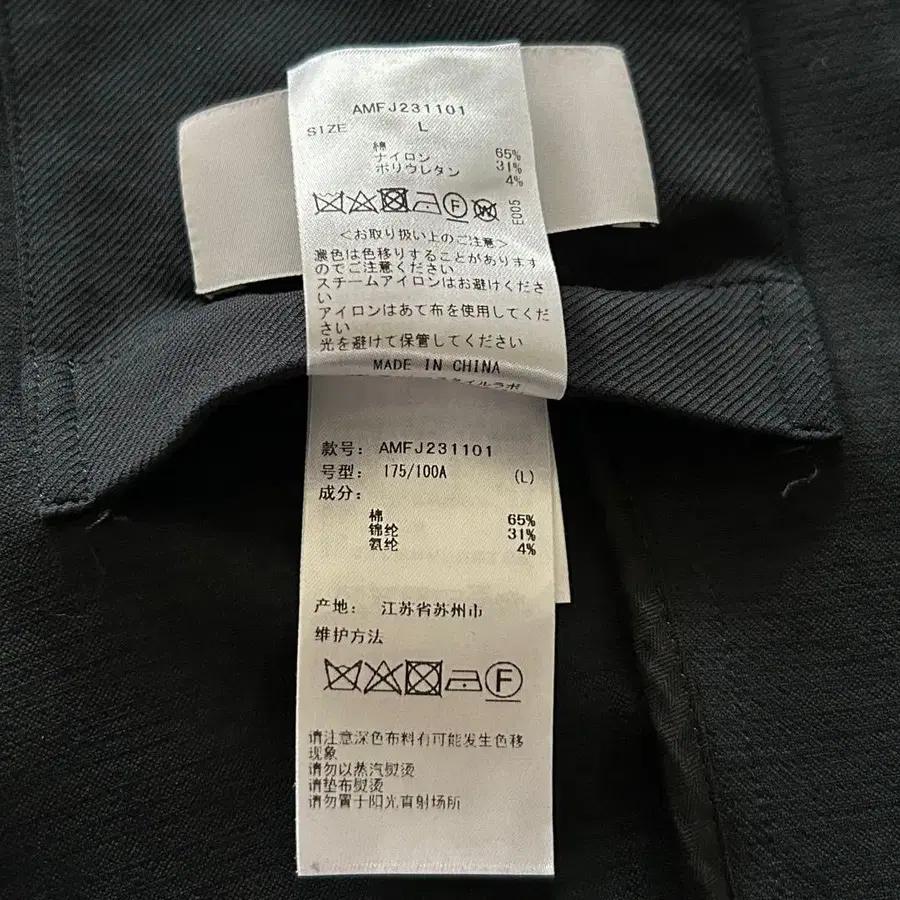 AMFJ231101
SIZE L
綿 65%
ナイロン 31%
ポリウレタン 4%
F W E005
<お取り扱い上のご注意>
濃色は色移りすることがあります
のでご注意ください
スチームアイロンはお避けくださ
い
アイロンはあて布を使用してくだ
さい
光を避けて保管してください
MADE IN CHINA
スタイルラボ
款号: AMFJ231101
号型: 175/100A (L)
成分:
棉 65%
锦纶 31%
氨纶 4%
产地: 江苏省苏州市
维护方法
F
请注意深色布料有可能发生色移
现象
请勿以蒸汽熨烫
请垫布熨烫
请勿置于阳光直射场所